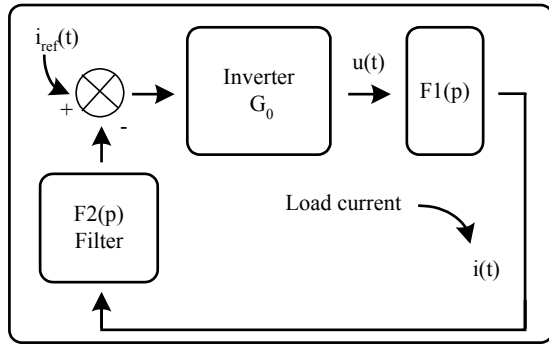 i_ref(t)
+
-
Inverter
G_0
u(t)
F1(p)
F2(p)
Filter
Load current
i(t)